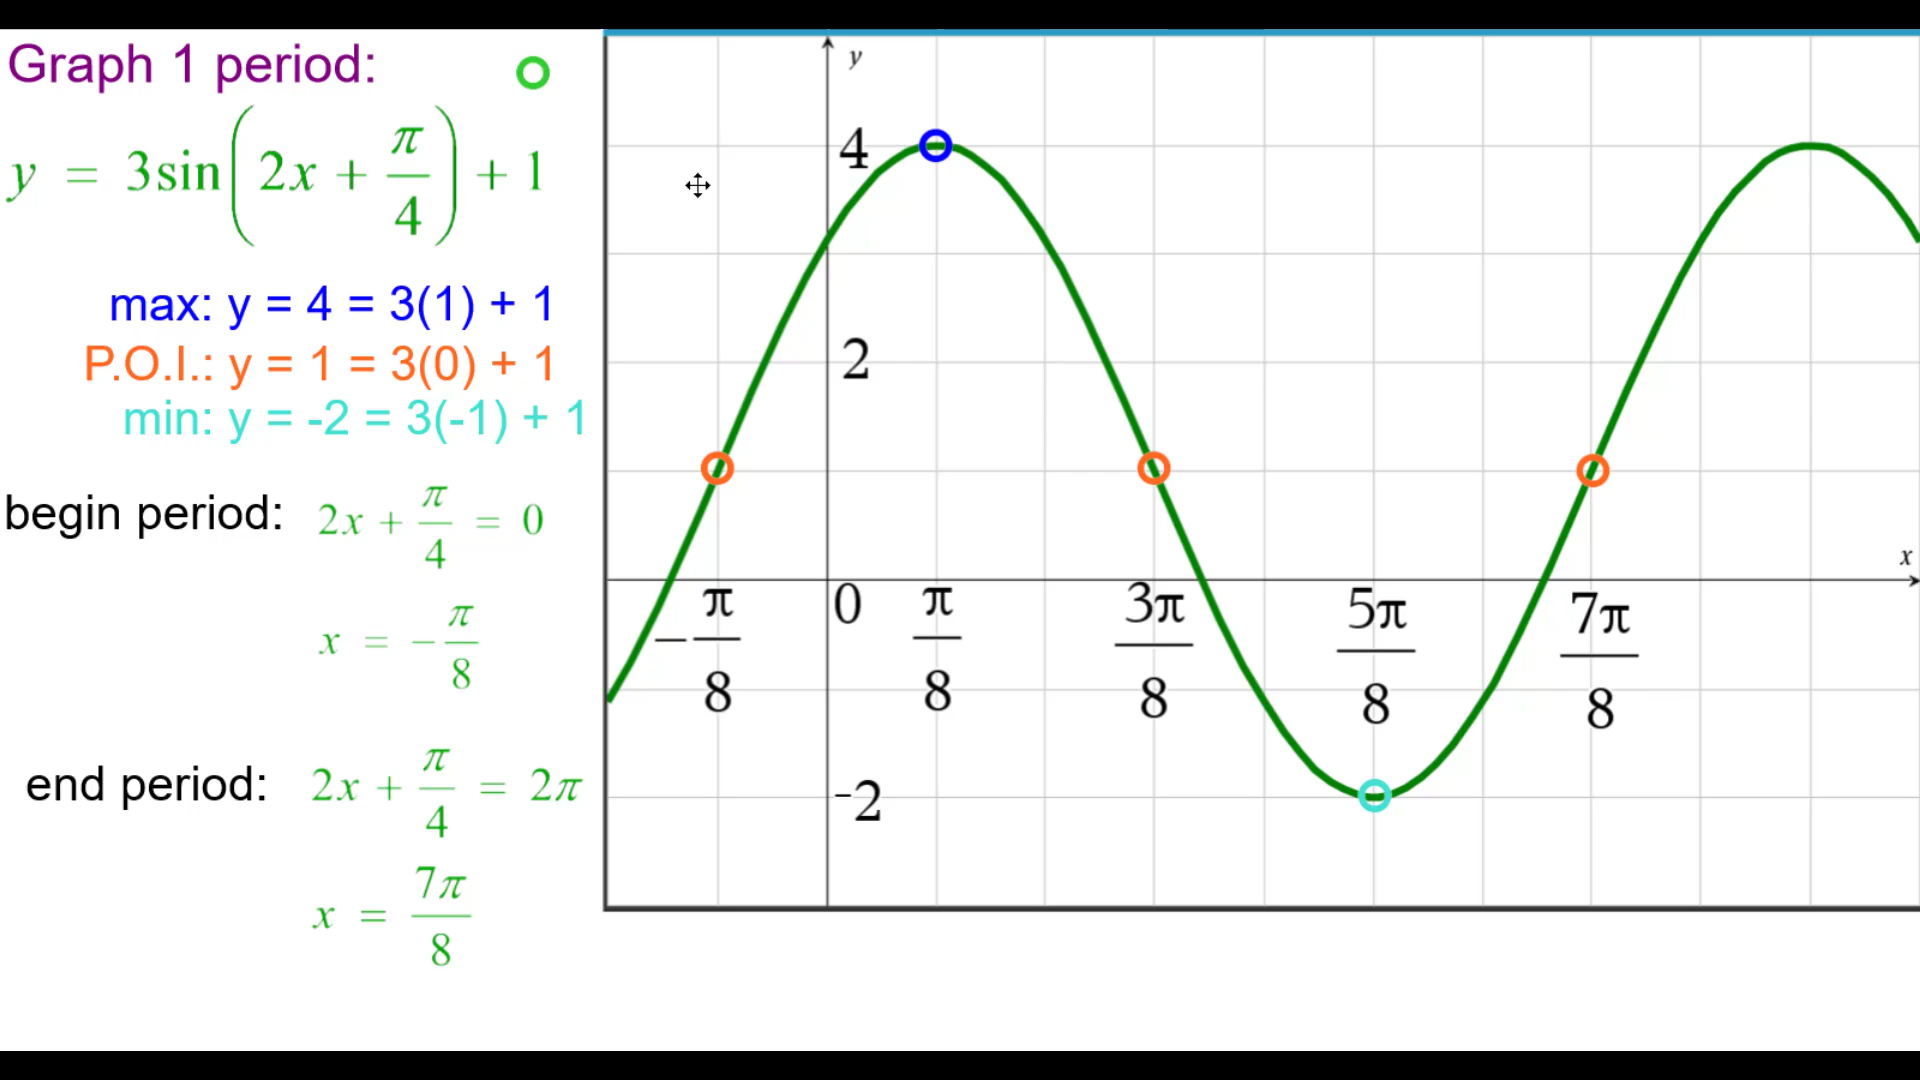 Graph 1 period:
y = 3sin(2x + π/4) + 1
max: y = 4 = 3(1) + 1
P.O.I.: y = 1 = 3(0) + 1
min: y = -2 = 3(-1) + 1
begin period: 2x + π/4 = 0
x = -π/8
end period: 2x + π/4 = 2π
x = 7π/8
y
4
2
x
-π/8 0 π/8 3π/8 5π/8 7π/8
-2